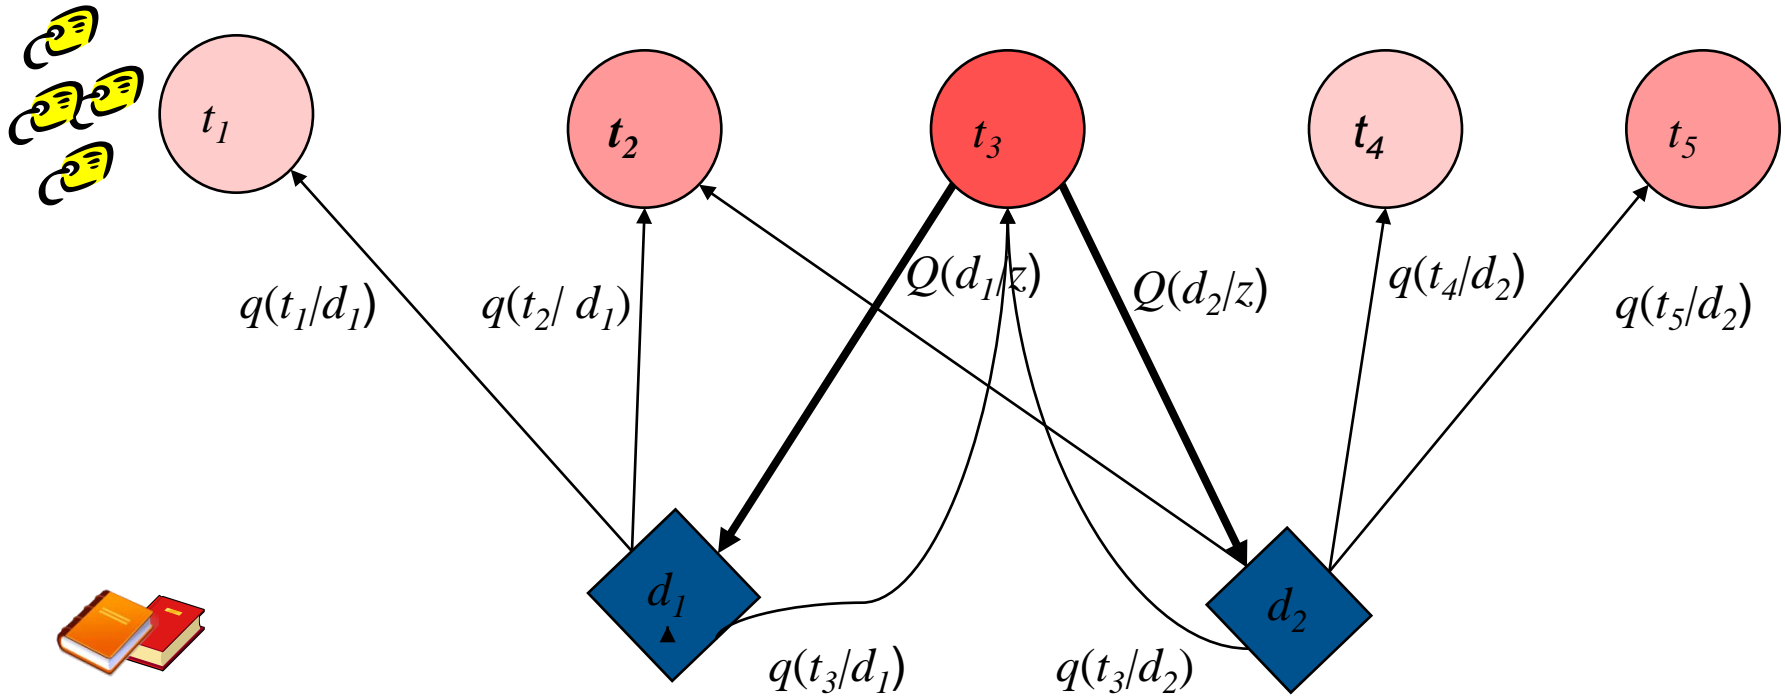 t₁
t₂
t₃
t₄
t₅
q(t₁/d₁)
q(t₂/ d₁)
Q(d₁/z)
Q(d₂/z)
q(t₄/d₂)
q(t₅/d₂)
d₁
d₂
q(t₃/d₁)
q(t₃/d₂)